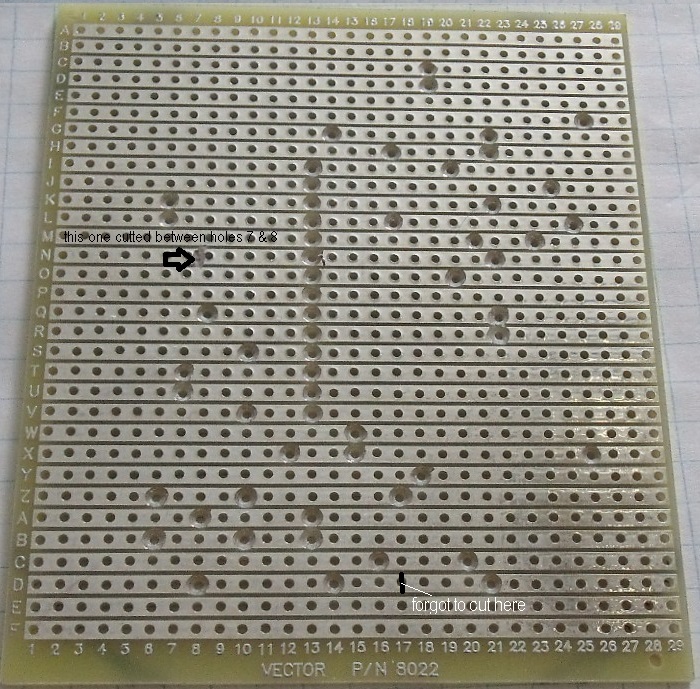 1 2 3 4 5 6 7 8 9 10 11 12 13 14 15 16 17 18 19 20 21 22 23 24 25 26 27 28 29
A
B
C
D
E
F
G
H
I
J
K
L
M
this one cutted between holes 7 & 8
N
O
P
Q
R
S
T
U
V
W
X
Y
Z
A
B
C
D
forgot to cut here
E
F
1 2 3 4 5 6 7 8 9 10 11 12 13 14 15 16 17 18 19 20 21 22 23 24 25 26 27 28 29
VECTOR P/N 8022